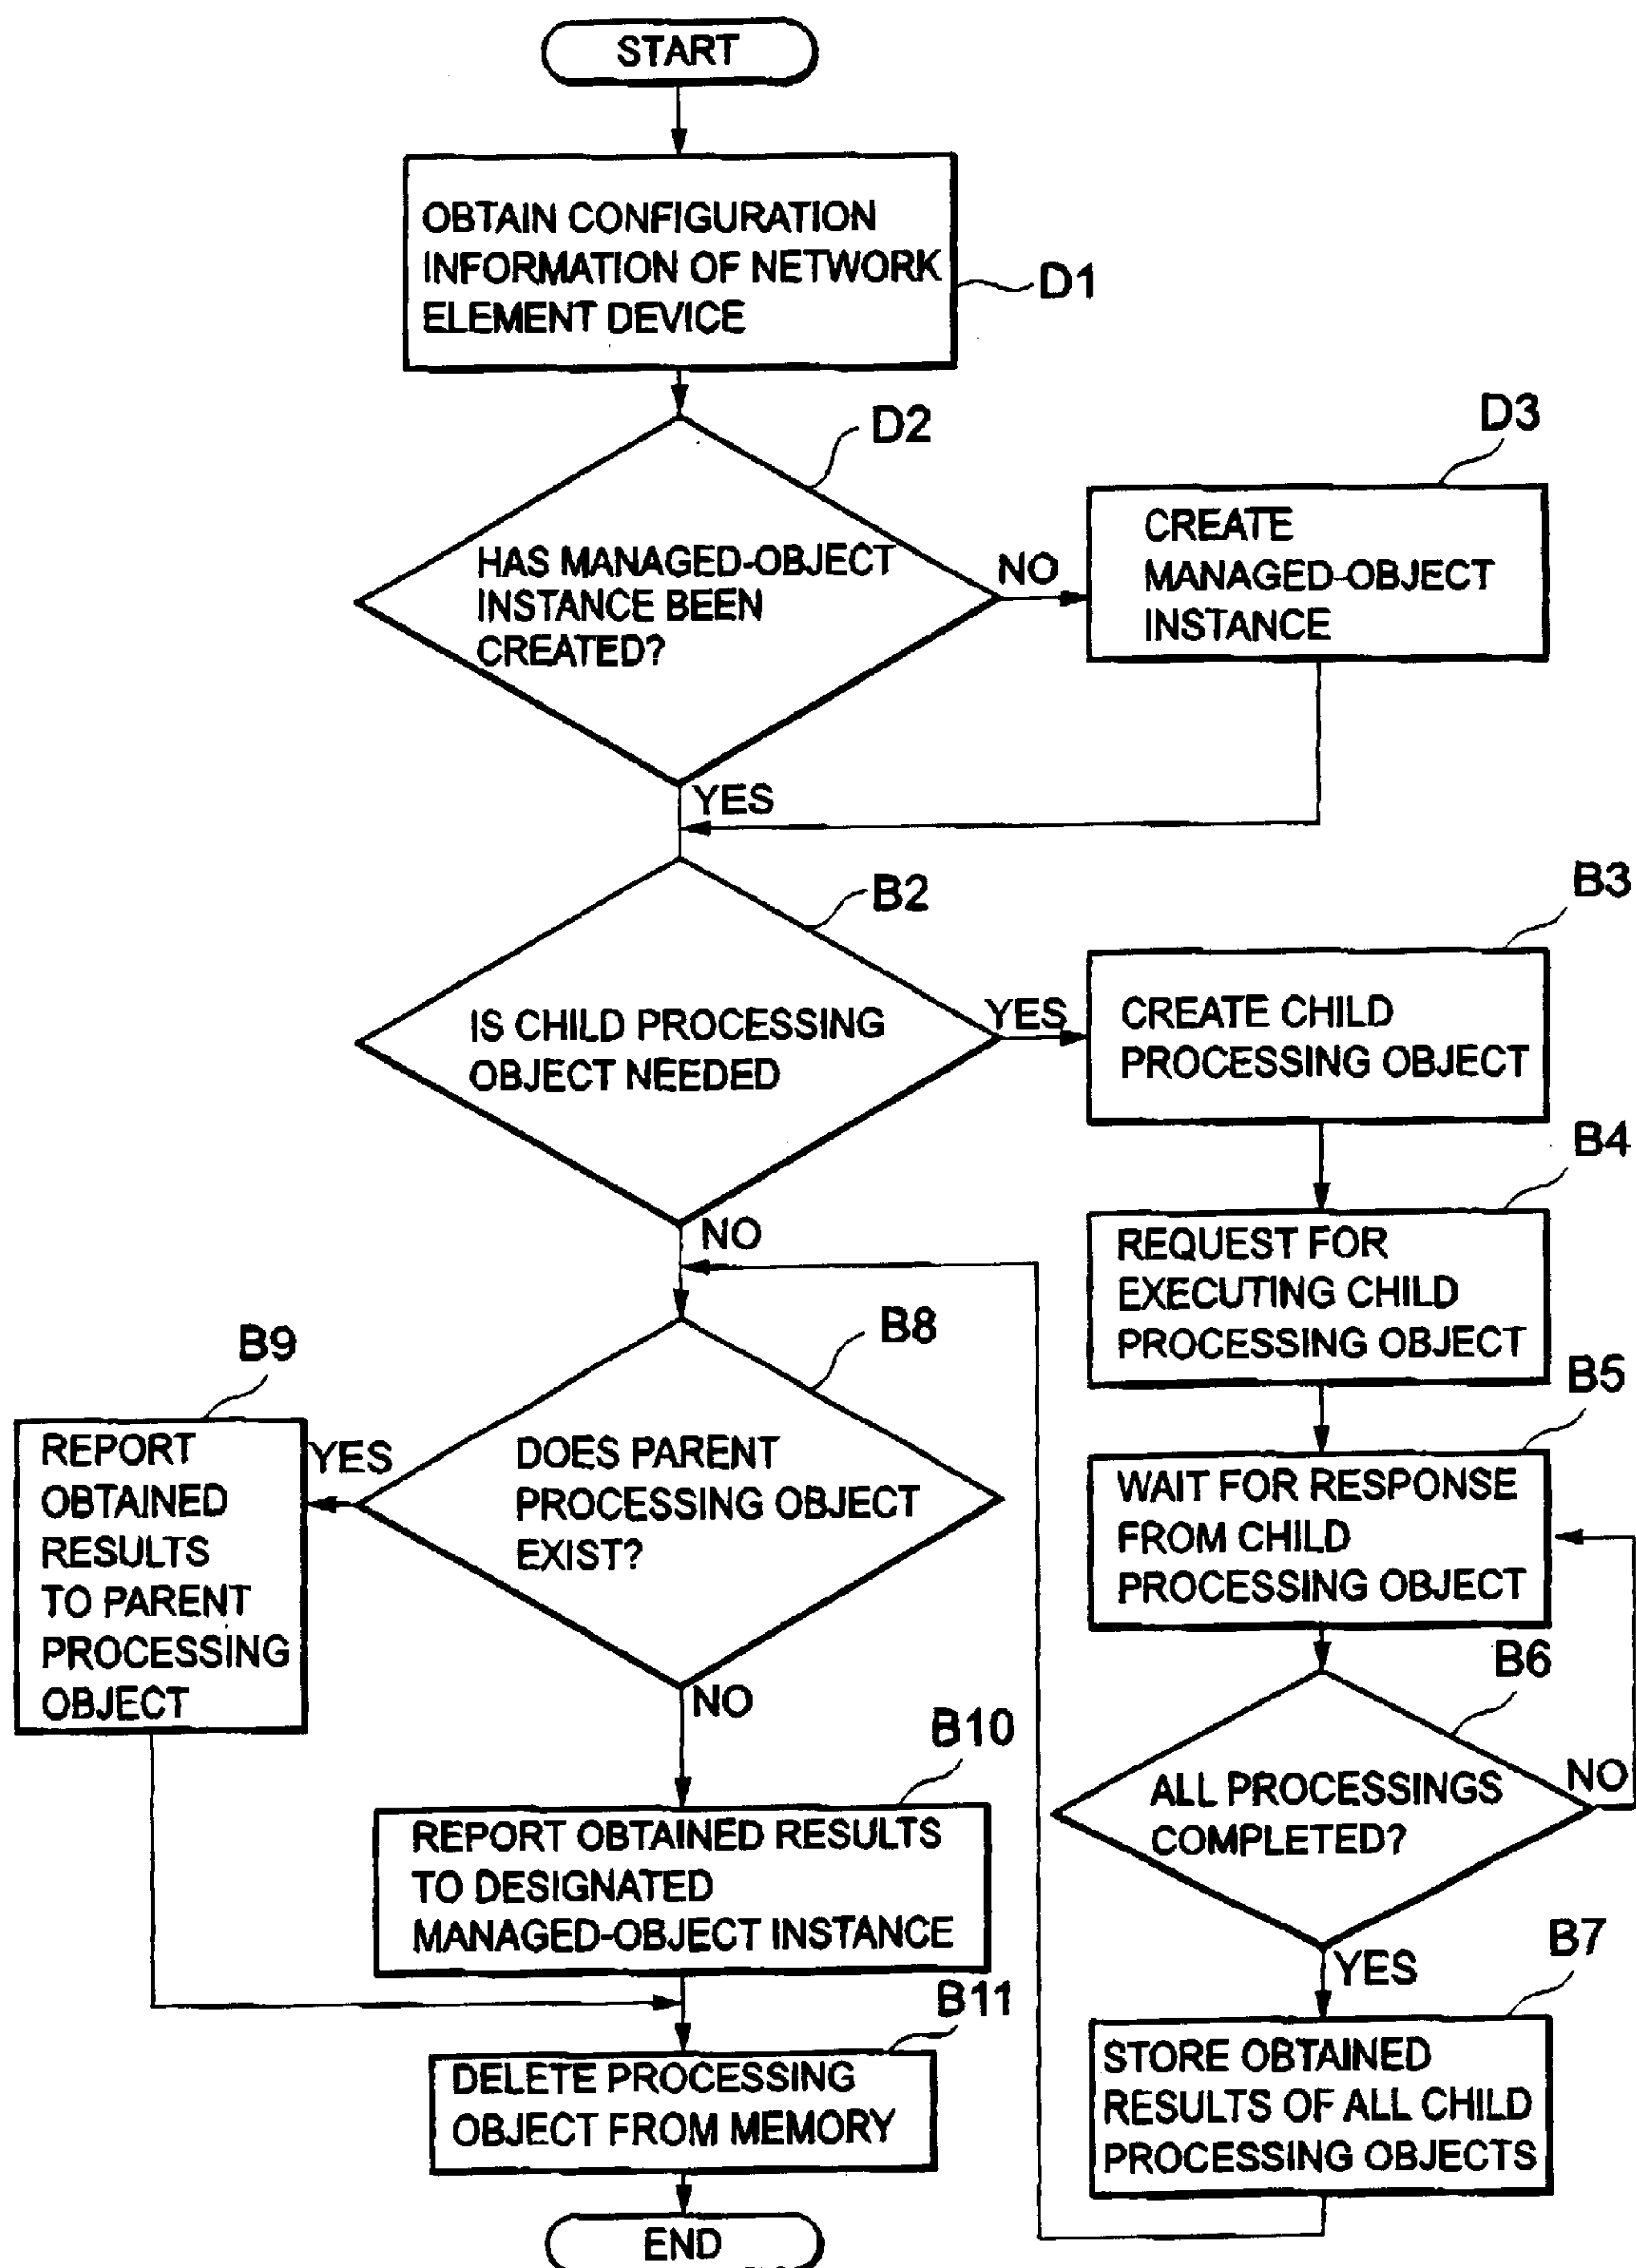 START
OBTAIN CONFIGURATION
INFORMATION OF NETWORK
ELEMENT DEVICE
D1
D2
HAS MANAGED-OBJECT
INSTANCE BEEN
CREATED?
NO
D3
CREATE
MANAGED-OBJECT
INSTANCE
YES
B2
IS CHILD PROCESSING
OBJECT NEEDED
YES
B3
CREATE CHILD
PROCESSING OBJECT
B4
REQUEST FOR
EXECUTING CHILD
PROCESSING OBJECT
B5
WAIT FOR RESPONSE
FROM CHILD
PROCESSING OBJECT
B6
ALL PROCESSINGS
COMPLETED?
NO
YES
B7
STORE OBTAINED
RESULTS OF ALL CHILD
PROCESSING OBJECTS
NO
B8
DOES PARENT
PROCESSING OBJECT
EXIST?
YES
B9
REPORT
OBTAINED
RESULTS
TO PARENT
PROCESSING
OBJECT
NO
B10
REPORT OBTAINED RESULTS
TO DESIGNATED
MANAGED-OBJECT INSTANCE
B11
DELETE PROCESSING
OBJECT FROM MEMORY
END